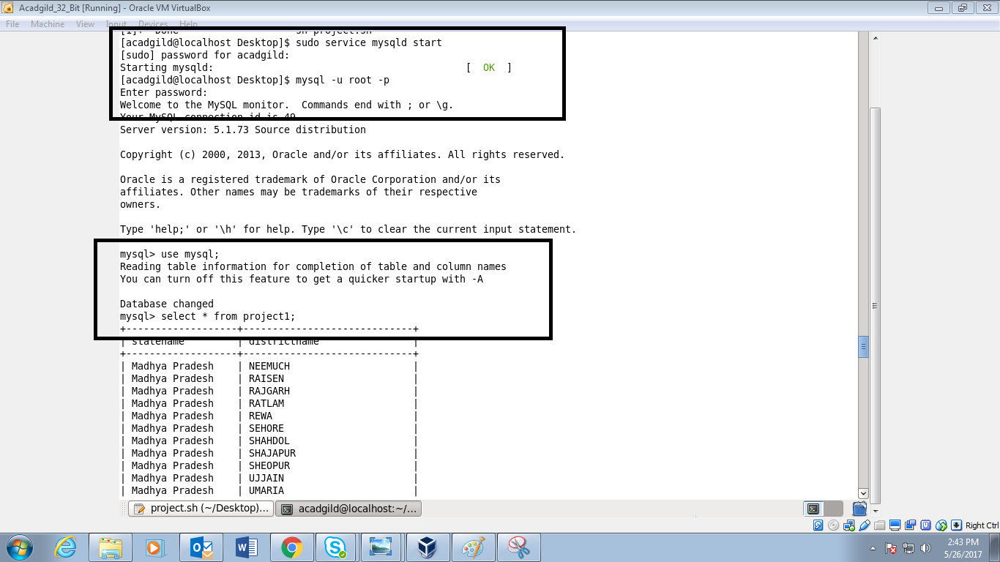 Acadgild_32_Bit [Running] - Oracle VM VirtualBox
File Machine View Input Devices Help
[1]+ Done sh project.sh
[acadgild@localhost Desktop]$ sudo service mysqld start
[sudo] password for acadgild:
Starting mysqld: [ OK ]
[acadgild@localhost Desktop]$ mysql -u root -p
Enter password:
Welcome to the MySQL monitor. Commands end with ; or \g.
Your MySQL connection id is 49
Server version: 5.1.73 Source distribution
Copyright (c) 2000, 2013, Oracle and/or its affiliates. All rights reserved.
Oracle is a registered trademark of Oracle Corporation and/or its
affiliates. Other names may be trademarks of their respective
owners.
Type 'help;' or '\h' for help. Type '\c' to clear the current input statement.
mysql> use mysql;
Reading table information for completion of table and column names
You can turn off this feature to get a quicker startup with -A
Database changed
mysql> select * from project1;
+-------------------+-----------------------------+
| statename | districtname |
+-------------------+-----------------------------+
| Madhya Pradesh | NEEMUCH |
| Madhya Pradesh | RAISEN |
| Madhya Pradesh | RAJGARH |
| Madhya Pradesh | RATLAM |
| Madhya Pradesh | REWA |
| Madhya Pradesh | SEHORE |
| Madhya Pradesh | SHAHDOL |
| Madhya Pradesh | SHAJAPUR |
| Madhya Pradesh | SHEOPUR |
| Madhya Pradesh | UJJAIN |
| Madhya Pradesh | UMARIA |
project.sh (~/Desktop)... acadgild@localhost:~/...
Right Ctrl
2:43 PM
5/26/2017